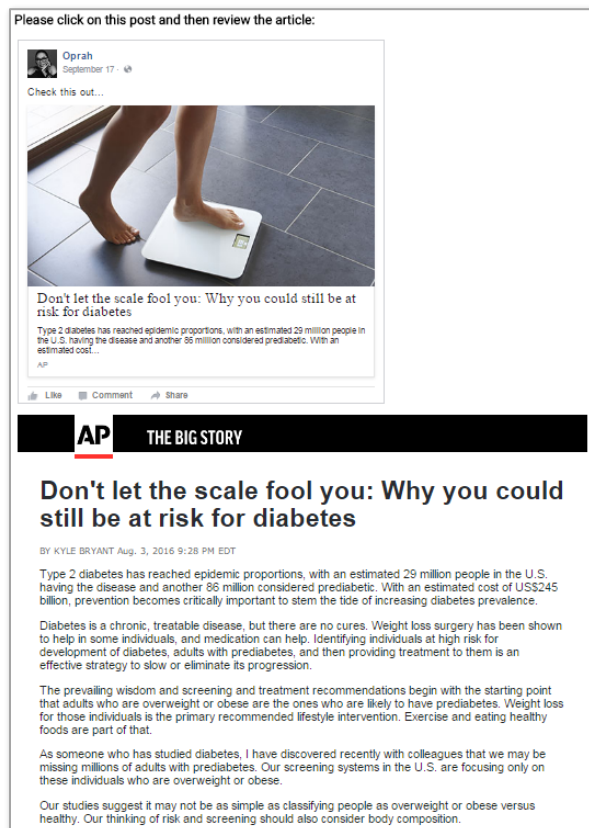 Please click on this post and then review the article:
Oprah
September 17 ·
Check this out...
Don't let the scale fool you: Why you could still be at
risk for diabetes
Type 2 diabetes has reached epidemic proportions, with an estimated 29 million people in
the U.S. having the disease and another 86 million considered prediabetic. With an
estimated cost...
AP
Like Comment Share
AP THE BIG STORY
Don't let the scale fool you: Why you could
still be at risk for diabetes
BY KYLE BRYANT Aug. 3, 2016 9:28 PM EDT
Type 2 diabetes has reached epidemic proportions, with an estimated 29 million people in the U.S.
having the disease and another 86 million considered prediabetic. With an estimated cost of US$245
billion, prevention becomes critically important to stem the tide of increasing diabetes prevalence.
Diabetes is a chronic, treatable disease, but there are no cures. Weight loss surgery has been shown
to help in some individuals, and medication can help. Identifying individuals at high risk for
development of diabetes, adults with prediabetes, and then providing treatment to them is an
effective strategy to slow or eliminate its progression.
The prevailing wisdom and screening and treatment recommendations begin with the starting point
that adults who are overweight or obese are the ones who are likely to have prediabetes. Weight loss
for those individuals is the primary recommended lifestyle intervention. Exercise and eating healthy
foods are part of that.
As someone who has studied diabetes, I have discovered recently with colleagues that we may be
missing millions of adults with prediabetes. Our screening systems in the U.S. are focusing only on
these individuals who are overweight or obese.
Our studies suggest it may not be as simple as classifying people as overweight or obese versus
healthy. Our thinking of risk and screening should also consider body composition.